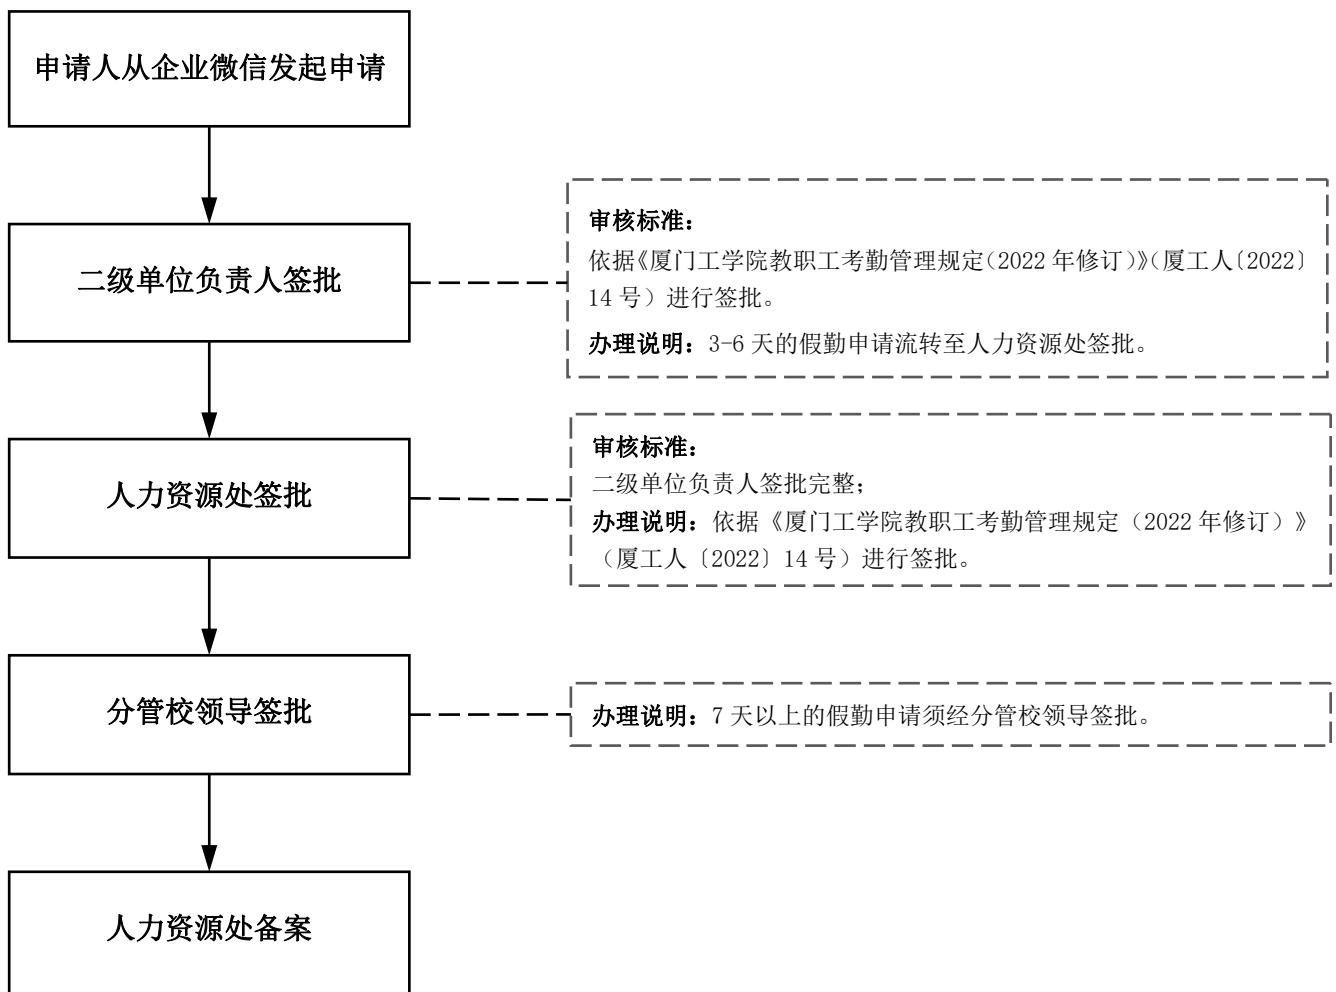 申请人从企业微信发起申请
二级单位负责人签批
审核标准：
依据《厦门工学院教职工考勤管理规定（2022 年修订）》（厦工人〔2022〕
14 号）进行签批。
办理说明：3-6 天的假勤申请流转至人力资源处签批。
人力资源处签批
审核标准：
二级单位负责人签批完整；
办理说明：依据《厦门工学院教职工考勤管理规定（2022 年修订）》
（厦工人〔2022〕14 号）进行签批。
分管校领导签批
办理说明：7 天以上的假勤申请须经分管校领导签批。
人力资源处备案